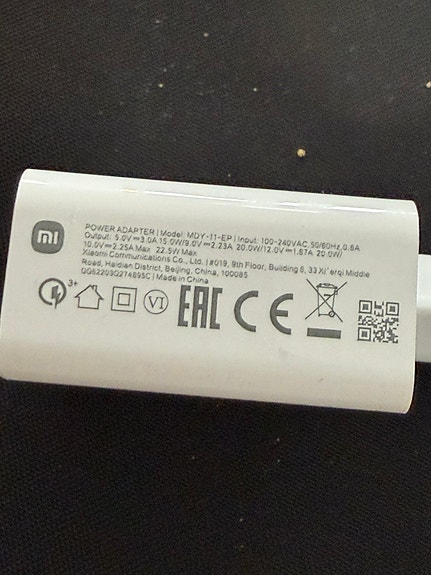 mi
POWER ADAPTER | Model: MDY-11-EP | Input: 100-240VAC, 50/60Hz, 0.6A
Output: 5.0V⎓3.0A 15.0W/9.0V⎓2.23A 20.0W/12.0V⎓1.67A 20.0W/
10.0V⎓2.25A Max 22.5W Max
Xiaomi Communications Co., Ltd. | #019, 9th Floor, Building 6, 33 Xi'erqi Middle
Road, Haidian District, Beijing, China, 100085
QG62203Q274895C | Made in China
3+ VI EAC CE